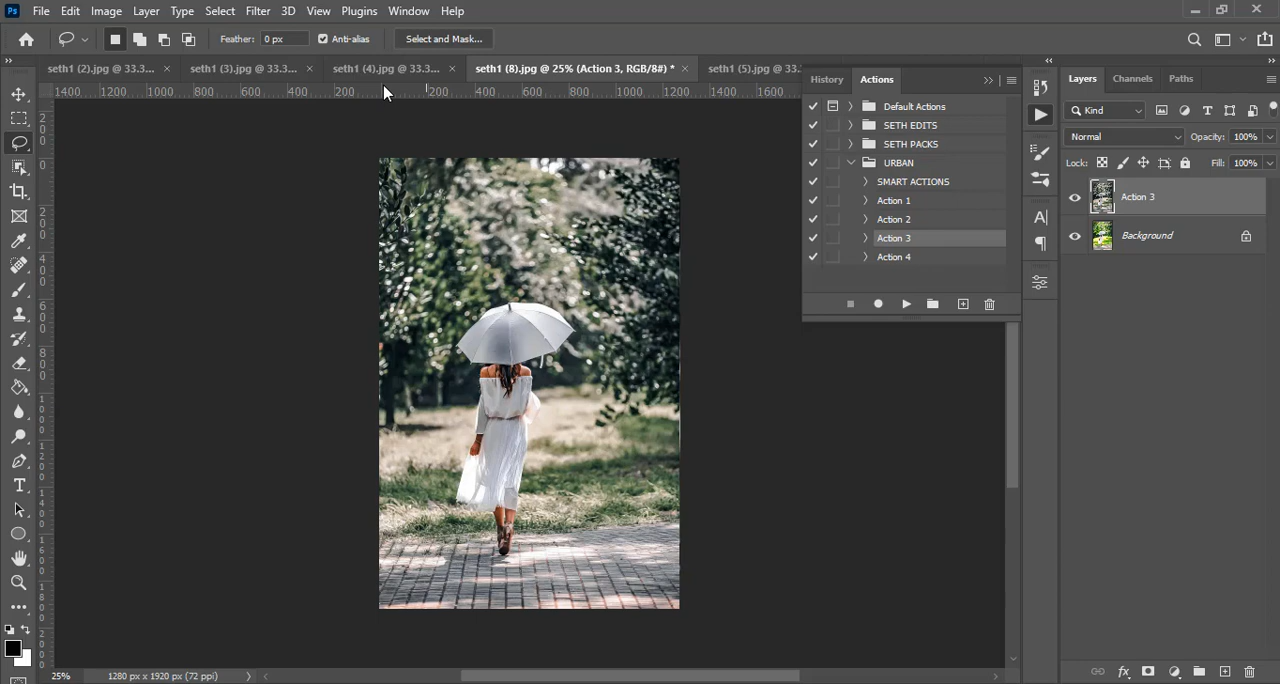 Ps File Edit Image Layer Type Select Filter 3D View Plugins Window Help
Feather: 0 px Anti-alias Select and Mask...
seth1 (2).jpg @ 33.3... × seth1 (3).jpg @ 33.3... × seth1 (4).jpg @ 33.3... × seth1 (8).jpg @ 25% (Action 3, RGB/8#) * × seth1 (5).jpg @ 33.
1400 1200 1000 800 600 400 200 0 200 400 600 800 1000 1200 1400 1600
History Actions
Default Actions
SETH EDITS
SETH PACKS
URBAN
SMART ACTIONS
Action 1
Action 2
Action 3
Action 4
Layers Channels Paths
Kind
Normal Opacity: 100%
Lock: Fill: 100%
Action 3
Background
25% 1280 px x 1920 px (72 ppi)